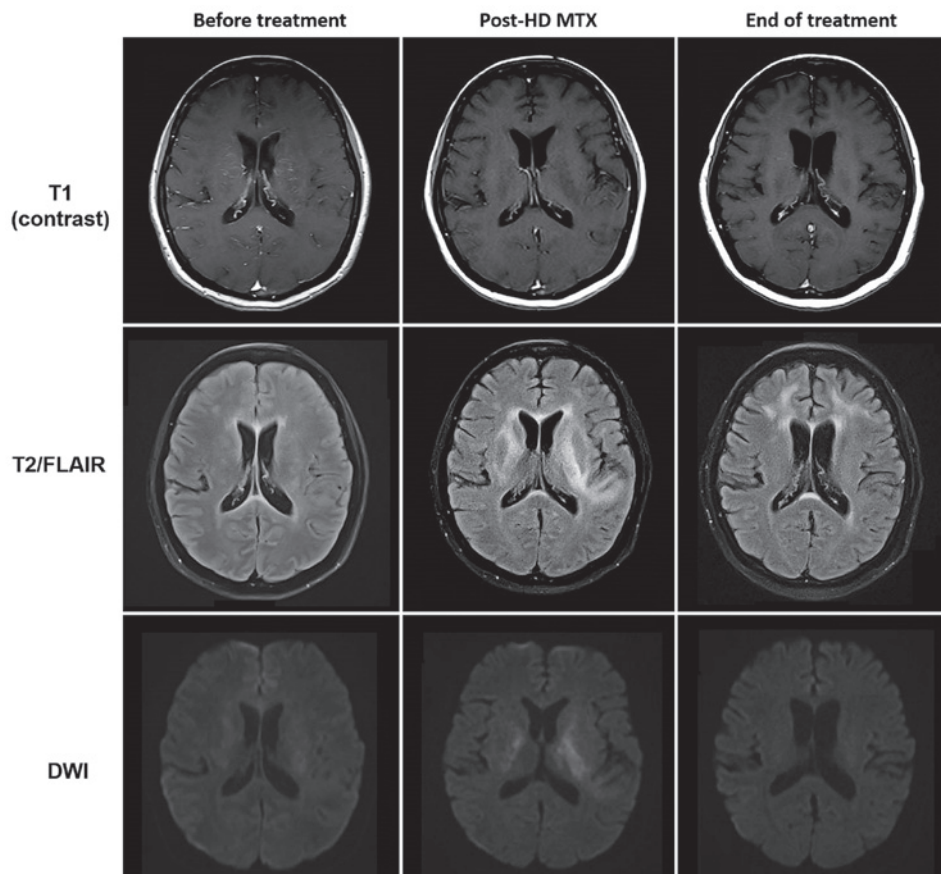 Before treatment
Post-HD MTX
End of treatment
T1
(contrast)
T2/FLAIR
DWI